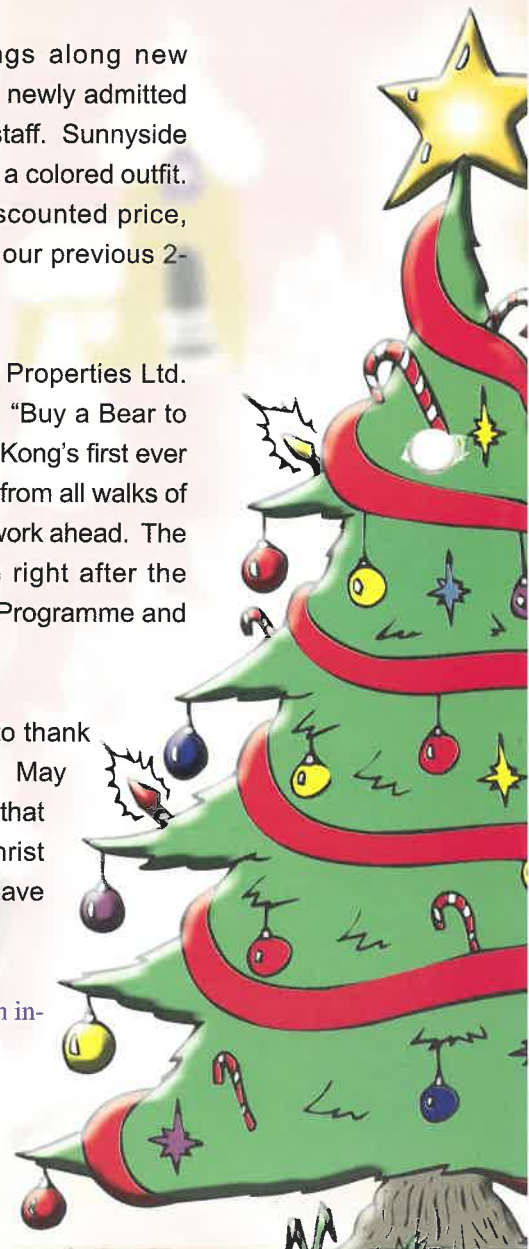 ngs along new
newly admitted
staff. Sunnyside
a colored outfit.
scounted price,
our previous 2-
Properties Ltd.
"Buy a Bear to
Kong's first ever
from all walks of
work ahead. The
right after the
Programme and
to thank
May
that
hrist
ave
n in-